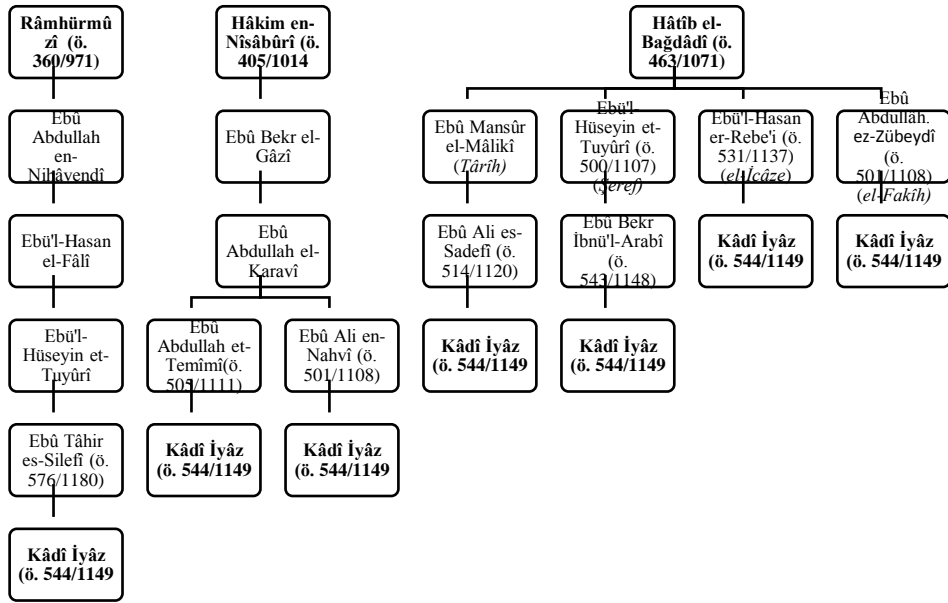 Râmhürmû
zî (ö.
360/971)
Ebû
Abdullah
en-
Nihâvendî
Ebü'l-Hasan
el-Fâlî
Ebü'l-
Hüseyin et-
Tuyûrî
Ebû Tâhir
es-Silefî (ö.
576/1180)
Kâdî İyâz
(ö. 544/1149
Hâkim en-
Nîsâbûrî (ö.
405/1014
Ebû Bekr el-
Gâzî
Ebû
Abdullah el-
Karavî
Ebû
Abdullah et-
Temîmî(ö.
505/1111)
Kâdî İyâz
(ö. 544/1149
Ebû Ali en-
Nahvî (ö.
501/1108)
Kâdî İyâz
(ö. 544/1149
Hâtîb el-
Bağdâdî (ö.
463/1071)
Ebû Mansûr
el-Mâlikî
(Târîh)
Ebû Ali es-
Sadefî (ö.
514/1120)
Kâdî İyâz
(ö. 544/1149
Ebü'l-
Hüseyin et-
Tuyûrî (ö.
500/1107)
(Şeref)
Ebû Bekr
İbnü'l-Arabî
(ö.
543/1148)
Kâdî İyâz
(ö. 544/1149
Ebü'l-Hasan
er-Rebe'i (ö.
531/1137)
(el-İcâze)
Kâdî İyâz
(ö. 544/1149
Ebû
Abdullah.
ez-Zübeydî
(ö.
501/1108)
(el-Fakîh)
Kâdî İyâz
(ö. 544/1149